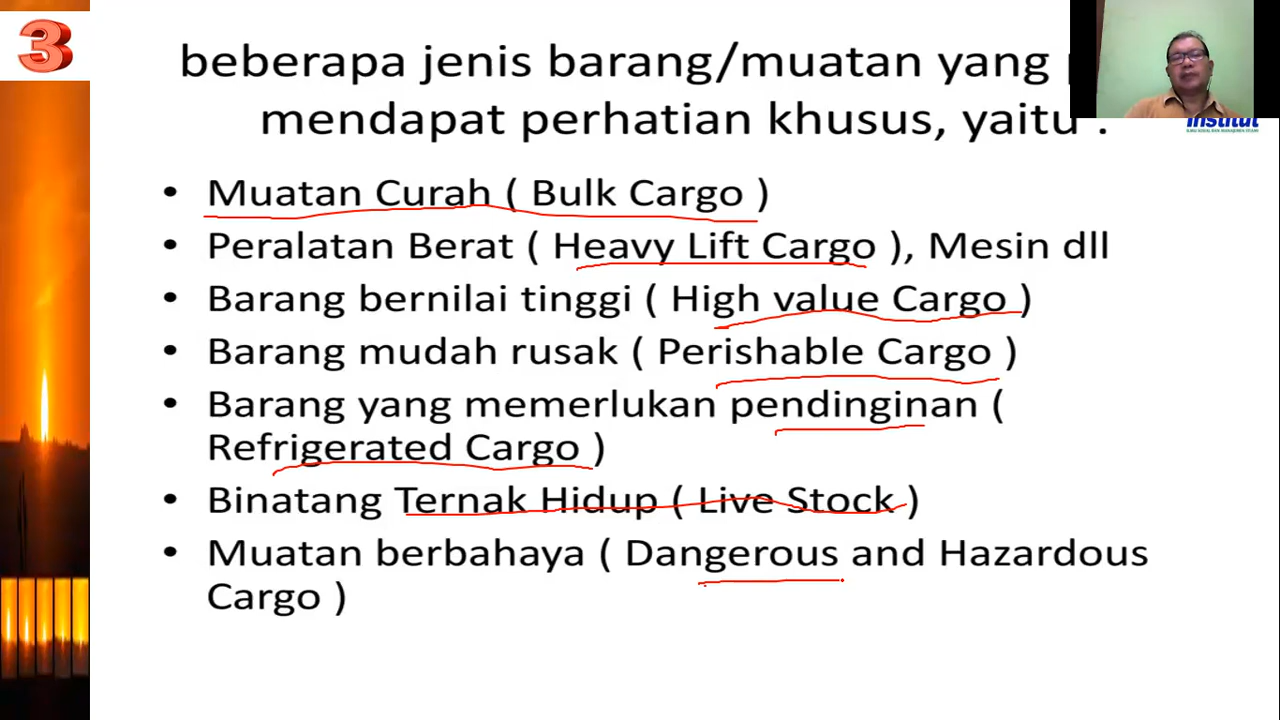 3
beberapa jenis barang/muatan yang
mendapat perhatian khusus, yaitu :
institut
• Muatan Curah ( Bulk Cargo )
• Peralatan Berat ( Heavy Lift Cargo ), Mesin dll
• Barang bernilai tinggi ( High value Cargo )
• Barang mudah rusak ( Perishable Cargo )
• Barang yang memerlukan pendinginan (
Refrigerated Cargo )
• Binatang Ternak Hidup ( Live Stock )
• Muatan berbahaya ( Dangerous and Hazardous
Cargo )